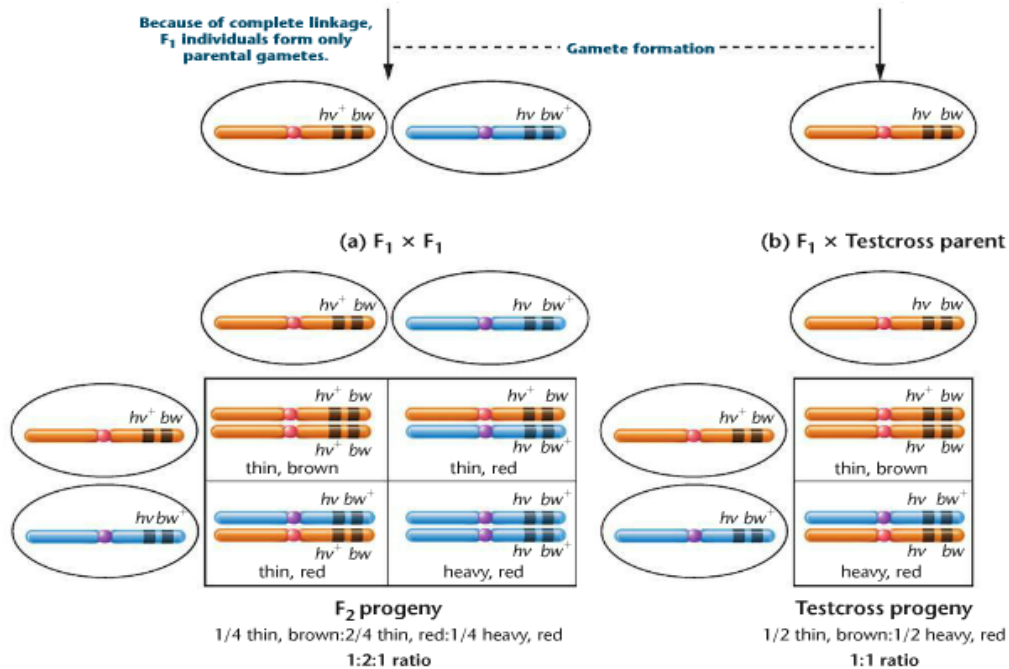 Because of complete linkage,
F₁ individuals form only
parental gametes.
Gamete formation
hv⁺ bw
hv bw⁺
hv bw
(a) F₁ × F₁
(b) F₁ × Testcross parent
hv⁺ bw
hv bw⁺
hv bw
hv⁺ bw
hv⁺ bw
hv⁺ bw
thin, brown
hv⁺ bw
hv bw⁺
thin, red
hv bw⁺
hv bw⁺
hv⁺ bw
thin, red
hv bw⁺
hv bw⁺
heavy, red
hv⁺ bw
hv⁺ bw
hv bw
thin, brown
hv bw⁺
hv bw⁺
hv bw
heavy, red
F₂ progeny
1/4 thin, brown:2/4 thin, red:1/4 heavy, red
1:2:1 ratio
Testcross progeny
1/2 thin, brown:1/2 heavy, red
1:1 ratio